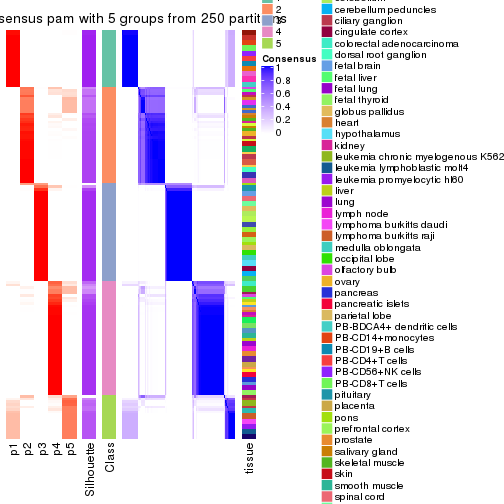 sensus pam with 5 groups from 250 partitions
2
4
5
Consensus
1
0.8
0.6
0.4
0.2
0
cerebellum peduncles
ciliary ganglion
cingulate cortex
colorectal adenocarcinoma
dorsal root ganglion
fetal brain
fetal liver
fetal lung
fetal thyroid
globus pallidus
heart
hypothalamus
kidney
leukemia chronic myelogenous K562
leukemia lymphoblastic molt4
leukemia promyelocytic hl60
liver
lung
lymph node
lymphoma burkitts daudi
lymphoma burkitts raji
medulla oblongata
occipital lobe
olfactory bulb
ovary
pancreas
pancreatic islets
parietal lobe
PB-BDCA4+ dendritic cells
PB-CD14+monocytes
PB-CD19+B cells
PB-CD4+T cells
PB-CD56+NK cells
PB-CD8+T cells
pituitary
placenta
pons
prefrontal cortex
prostate
salivary gland
skeletal muscle
skin
smooth muscle
spinal cord
p1
p2
p3
p4
p5
Silhouette
Class
tissue